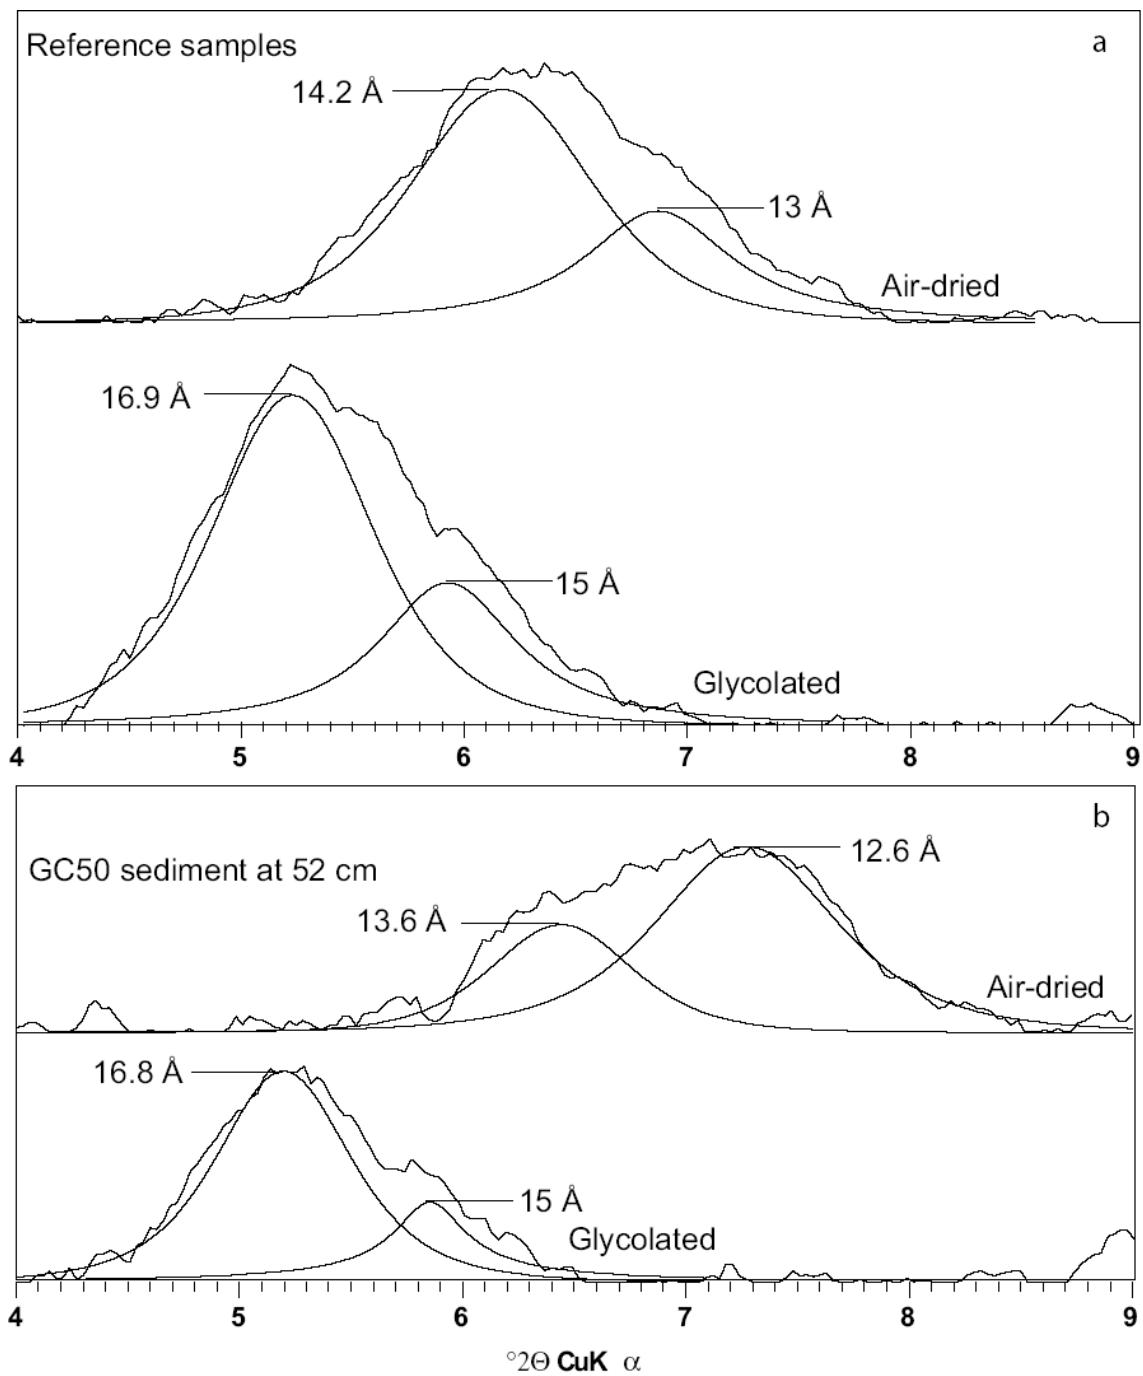 Reference samples
a
14.2 Å
13 Å
Air-dried
16.9 Å
15 Å
Glycolated
4 5 6 7 8 9
b
GC50 sediment at 52 cm
12.6 Å
13.6 Å
Air-dried
16.8 Å
15 Å
Glycolated
4 5 6 7 8 9
°2Θ CuK α